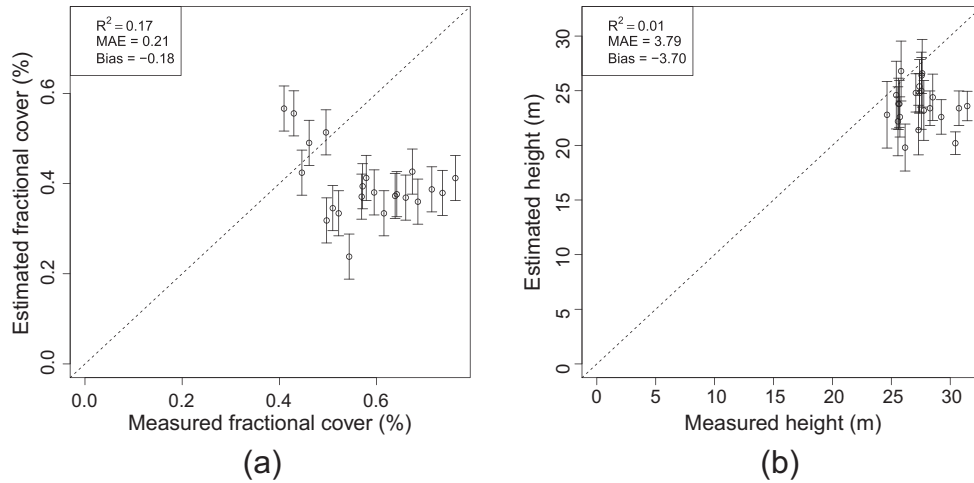 R² = 0.17
MAE = 0.21
Bias = −0.18
Estimated fractional cover (%)
0.6
0.4
0.2
0.0
0.0 0.2 0.4 0.6
Measured fractional cover (%)
(a)
R² = 0.01
MAE = 3.79
Bias = −3.70
Estimated height (m)
30
25
20
15
10
5
0
0 5 10 15 20 25 30
Measured height (m)
(b)